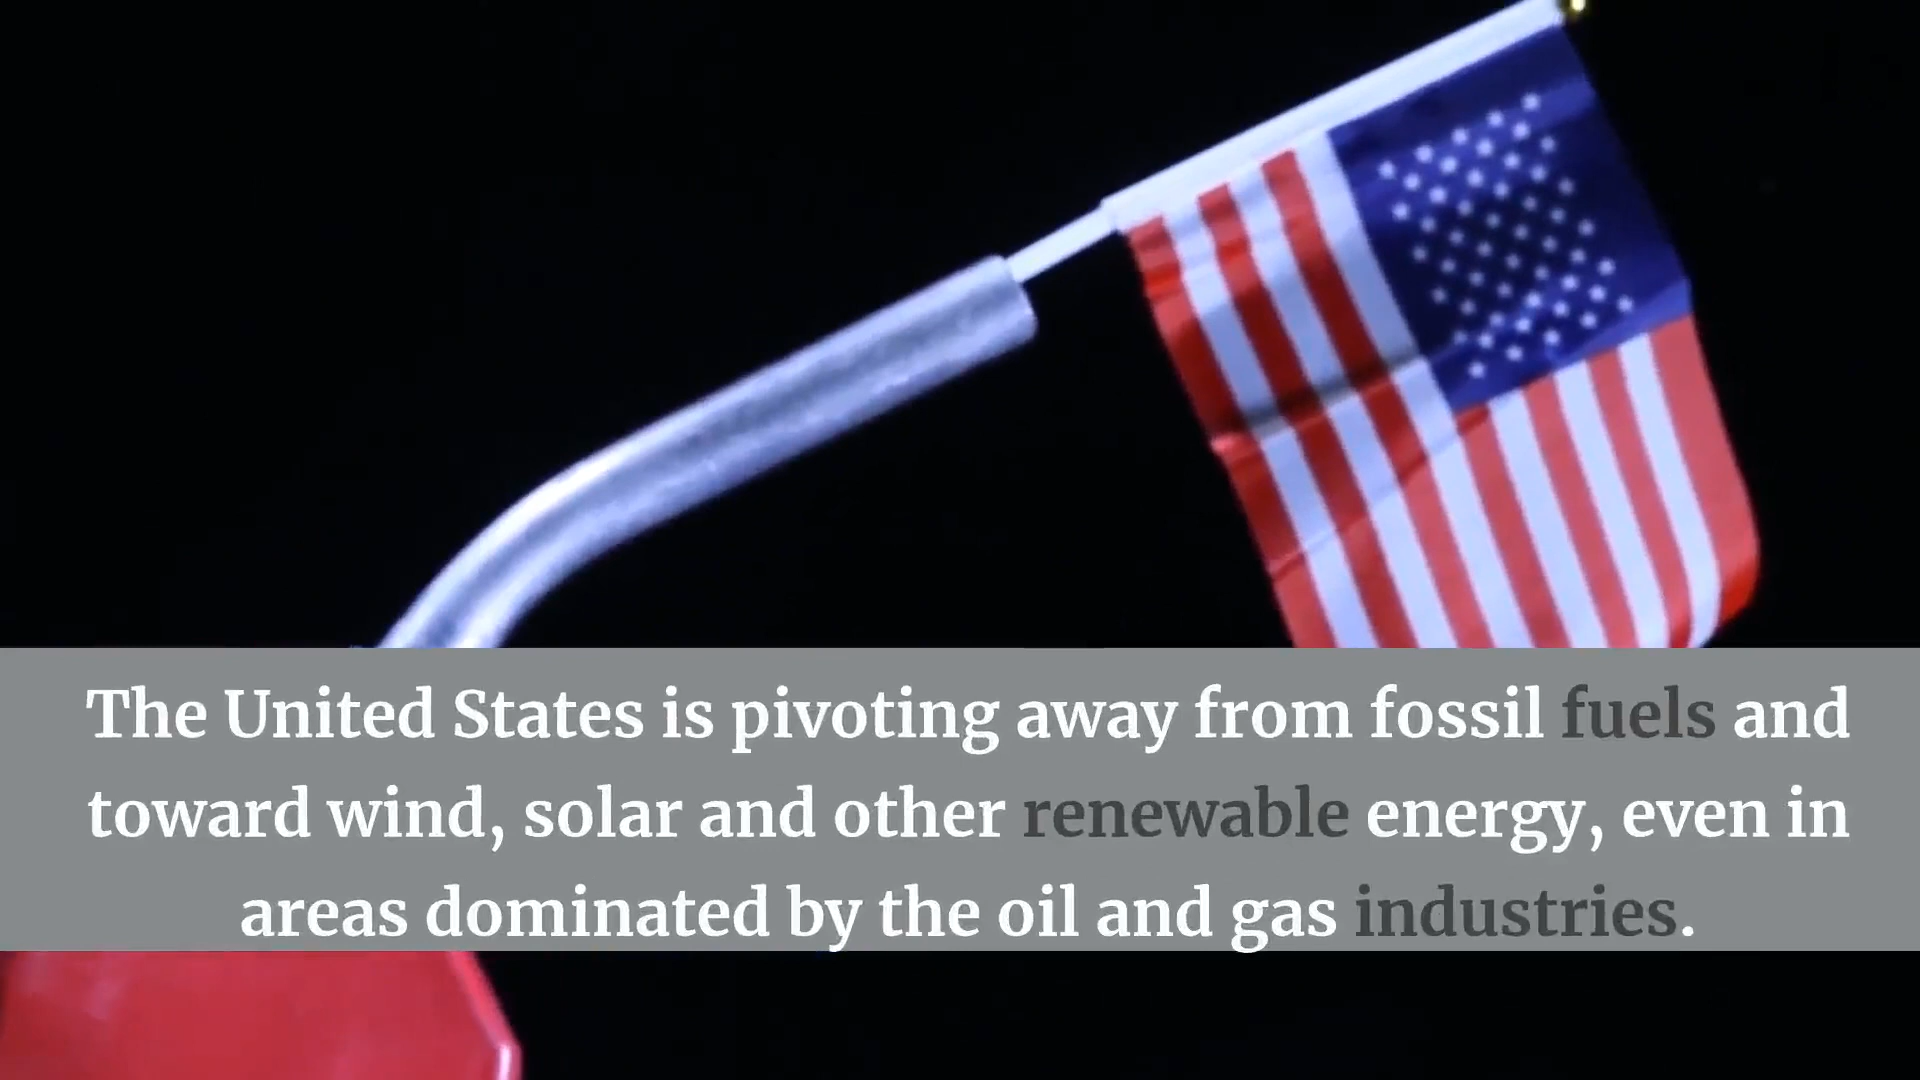 The United States is pivoting away from fossil fuels and
toward wind, solar and other renewable energy, even in
areas dominated by the oil and gas industries.